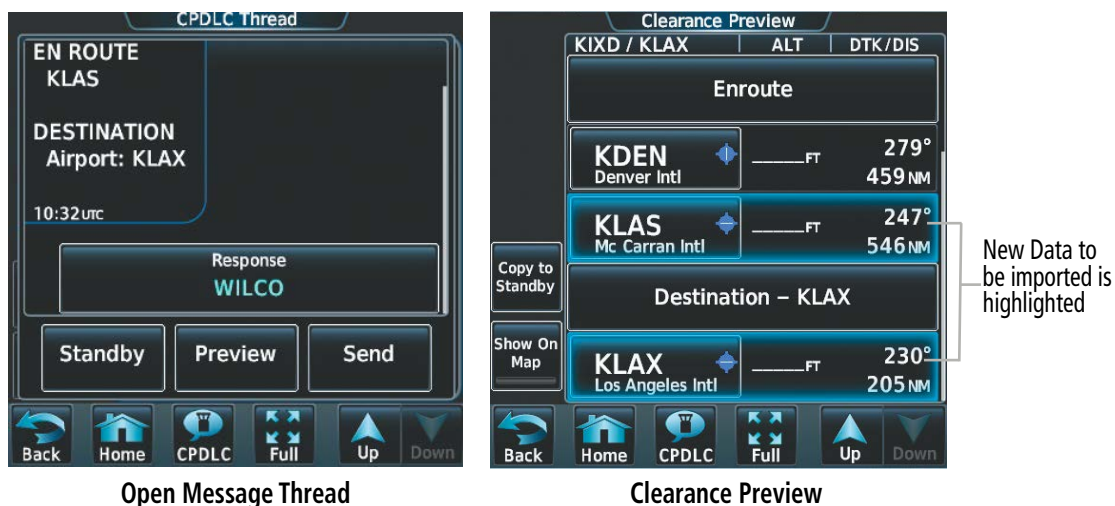 CPDLC Thread
EN ROUTE
KLAS
DESTINATION
Airport: KLAX
10:32UTC
Response
WILCO
Standby
Preview
Send
Back
Home
CPDLC
Full
Up
Down
Open Message Thread
Clearance Preview
KIXD / KLAX ALT DTK/DIS
Enroute
KDEN _____FT 279°
Denver Intl 459NM
KLAS _____FT 247°
Mc Carran Intl 546NM
Copy to
Standby
Destination – KLAX
Show On
Map
KLAX _____FT 230°
Los Angeles Intl 205NM
Back
Home
CPDLC
Full
Up
Down
Clearance Preview
New Data to
be imported is
highlighted